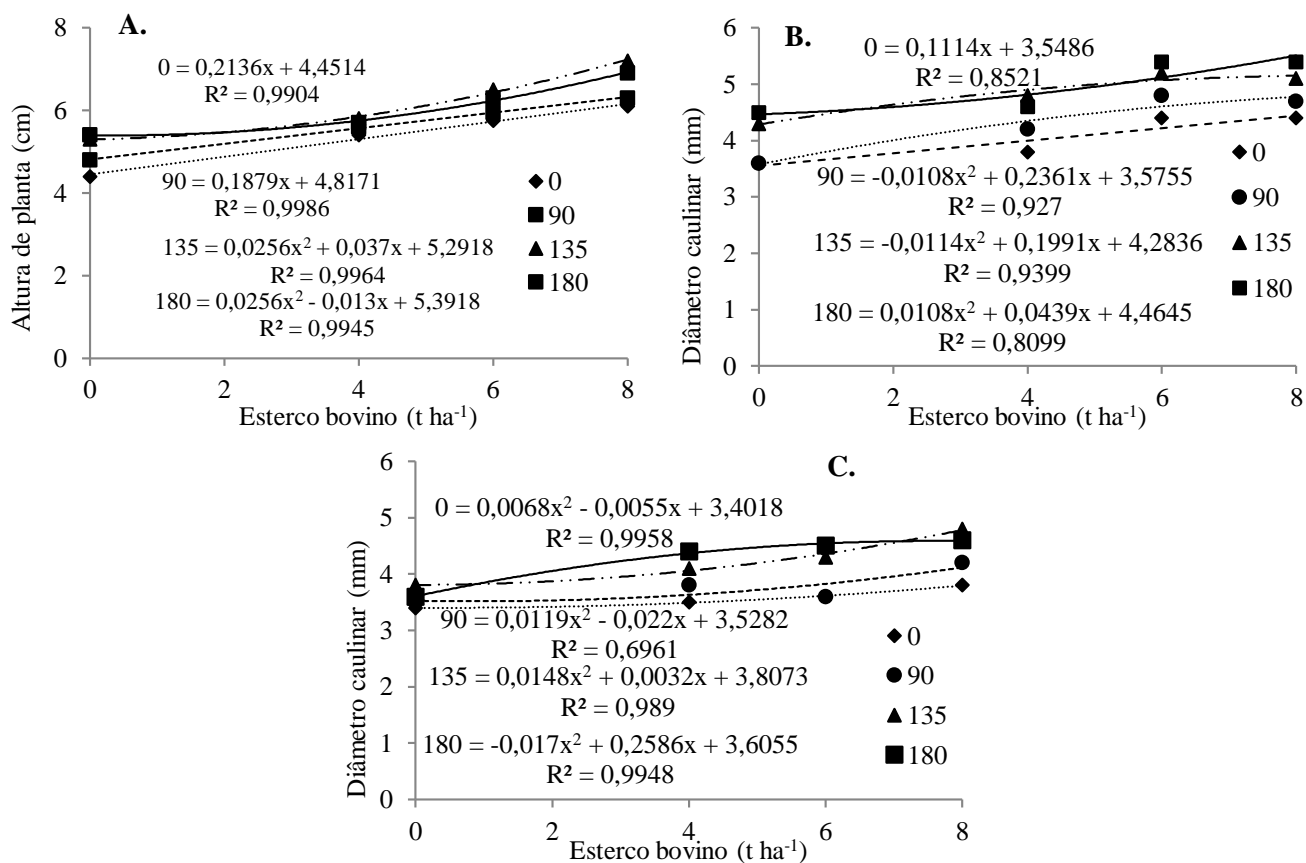 A.
0 = 0,2136x + 4,4514
R² = 0,9904
90 = 0,1879x + 4,8171
R² = 0,9986
135 = 0,0256x² + 0,037x + 5,2918
R² = 0,9964
180 = 0,0256x² - 0,013x + 5,3918
R² = 0,9945
0
90
135
180
8
6
4
2
0
Altura de planta (cm)
0 2 4 6 8
Esterco bovino (t ha⁻¹)
B.
0 = 0,1114x + 3,5486
R² = 0,8521
90 = -0,0108x² + 0,2361x + 3,5755
R² = 0,927
135 = -0,0114x² + 0,1991x + 4,2836
R² = 0,9399
180 = 0,0108x² + 0,0439x + 4,4645
R² = 0,8099
0
90
135
180
6
5
4
3
2
1
0
Diâmetro caulinar (mm)
0 2 4 6 8
Esterco bovino (t ha⁻¹)
C.
0 = 0,0068x² - 0,0055x + 3,4018
R² = 0,9958
90 = 0,0119x² - 0,022x + 3,5282
R² = 0,6961
135 = 0,0148x² + 0,0032x + 3,8073
R² = 0,989
180 = -0,017x² + 0,2586x + 3,6055
R² = 0,9948
0
90
135
180
6
5
4
3
2
1
0
Diâmetro caulinar (mm)
0 2 4 6 8
Esterco bovino (t ha⁻¹)